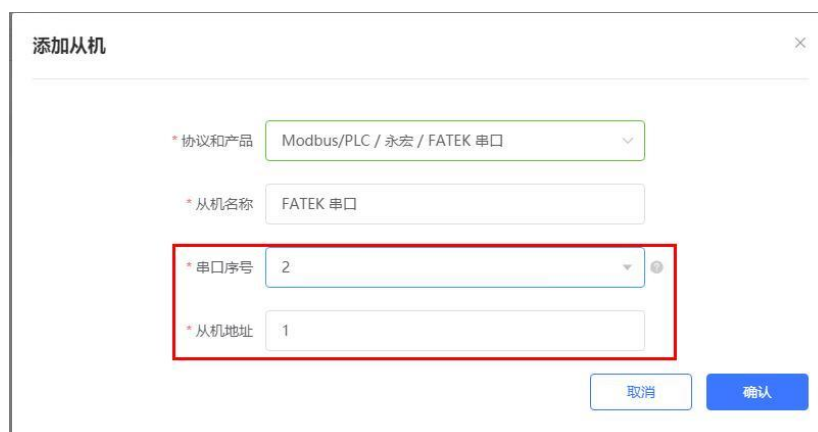 添加从机
* 协议和产品 Modbus/PLC / 永宏 / FATEK 串口
* 从机名称 FATEK 串口
* 串口序号 2
* 从机地址 1
取消 确认